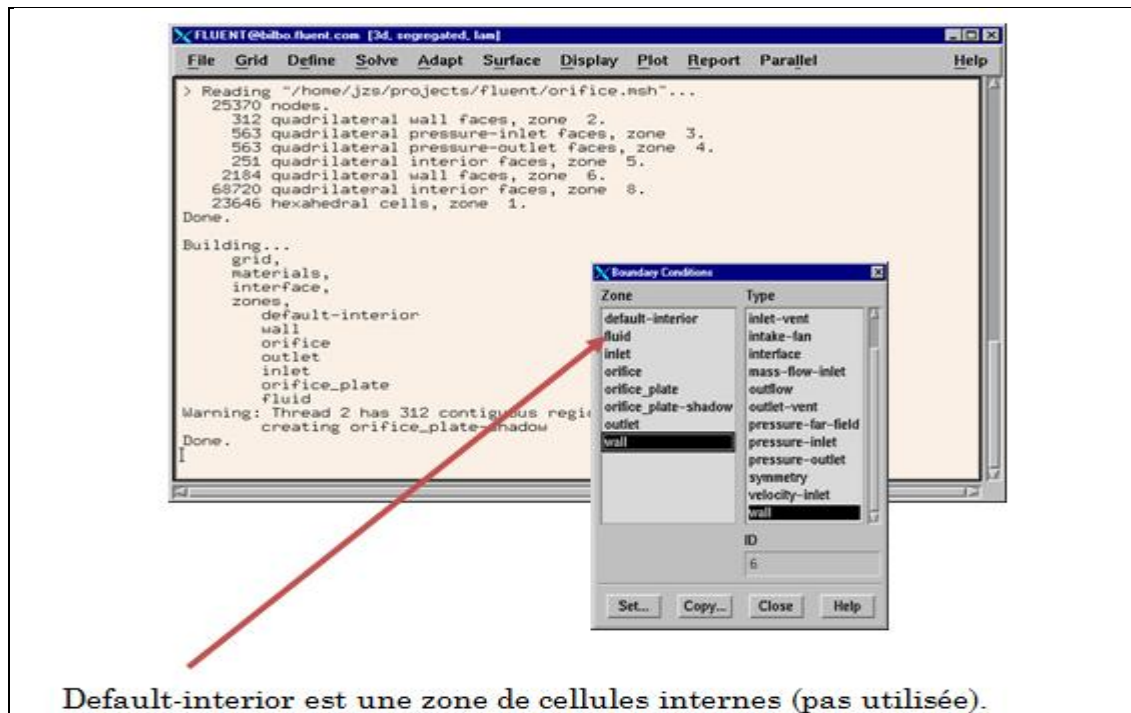 FLUENT@bilbo.fluent.com [3d, segregated, lam]
File Grid Define Solve Adapt Surface Display Plot Report Parallel Help
> Reading "/home/jzs/projects/fluent/orifice.msh"...
25370 nodes.
312 quadrilateral wall faces, zone 2.
563 quadrilateral pressure-inlet faces, zone 3.
563 quadrilateral pressure-outlet faces, zone 4.
251 quadrilateral interior faces, zone 5.
2184 quadrilateral wall faces, zone 6.
68720 quadrilateral interior faces, zone 8.
23646 hexahedral cells, zone 1.
Done.
Building...
grid,
materials,
interface,
zones,
default-interior
wall
orifice
outlet
inlet
orifice_plate
fluid
Warning: Thread 2 has 312 contiguous regi
creating orifice_plate-shadow
Done.
Boundary Conditions
Zone
default-interior
fluid
inlet
orifice
orifice_plate
orifice_plate-shadow
outlet
wall
Type
inlet-vent
intake-fan
interface
mass-flow-inlet
outflow
outlet-vent
pressure-far-field
pressure-inlet
pressure-outlet
symmetry
velocity-inlet
wall
ID
6
Set... Copy... Close Help
Default-interior est une zone de cellules internes (pas utilisée).